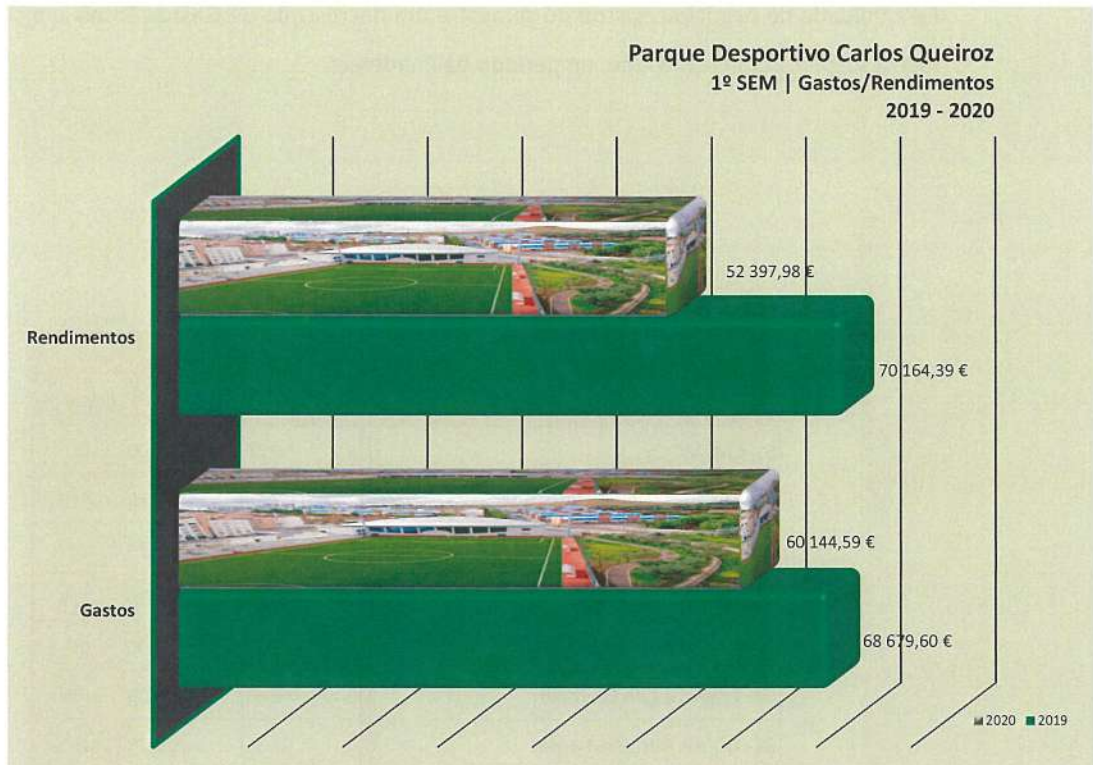 Parque Desportivo Carlos Queiroz
1º SEM | Gastos/Rendimentos
2019 - 2020
52 397,98 €
Rendimentos
70 164,39 €
60 144,59 €
Gastos
68 679,60 €
2020 2019